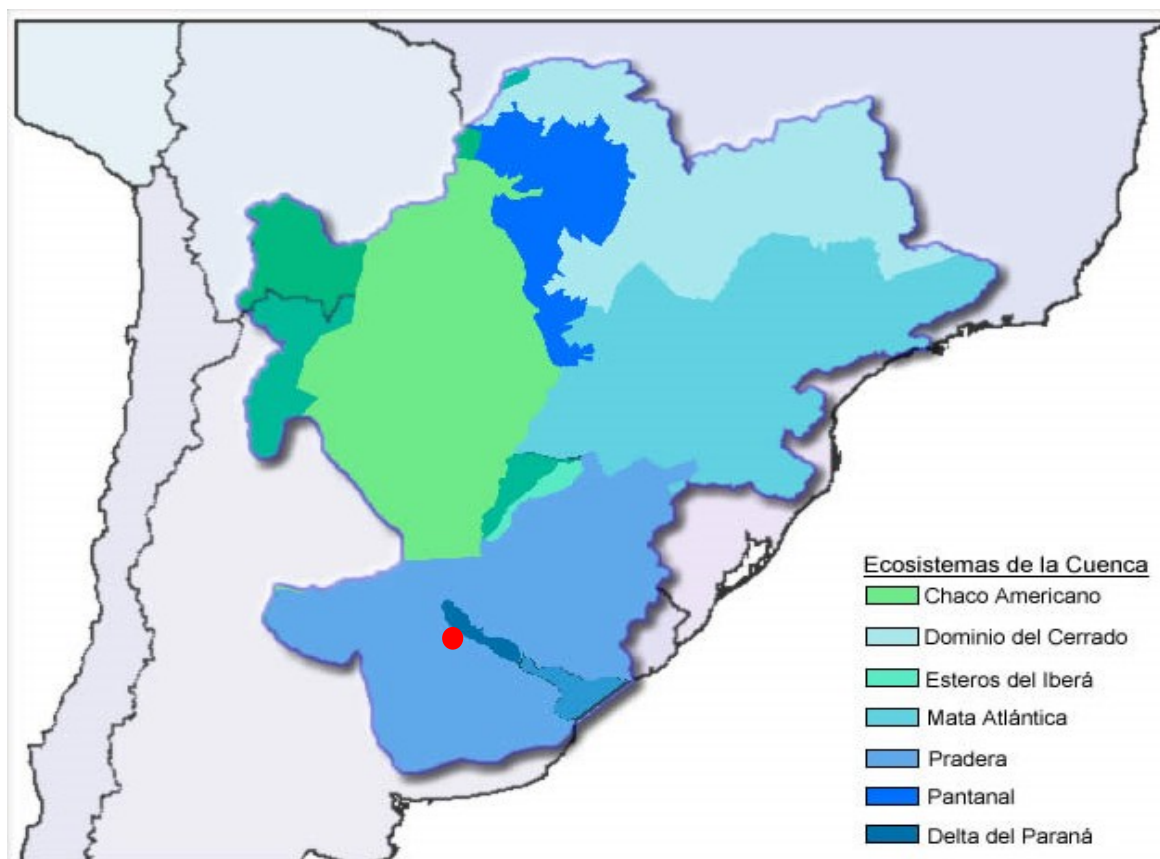 Ecosistemas de la Cuenca
Chaco Americano
Dominio del Cerrado
Esteros del Iberá
Mata Atlántica
Pradera
Pantanal
Delta del Paraná